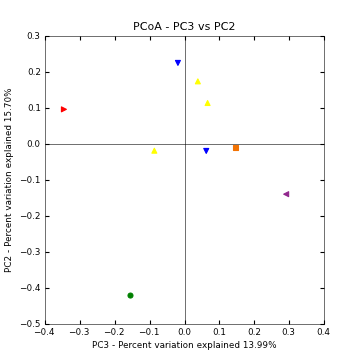 PCoA - PC3 vs PC2
0.3
0.2
0.1
0.0
−0.1
−0.2
−0.3
−0.4
−0.5
PC2 - Percent variation explained 15.70%
−0.4 −0.3 −0.2 −0.1 0.0 0.1 0.2 0.3 0.4
PC3 - Percent variation explained 13.99%